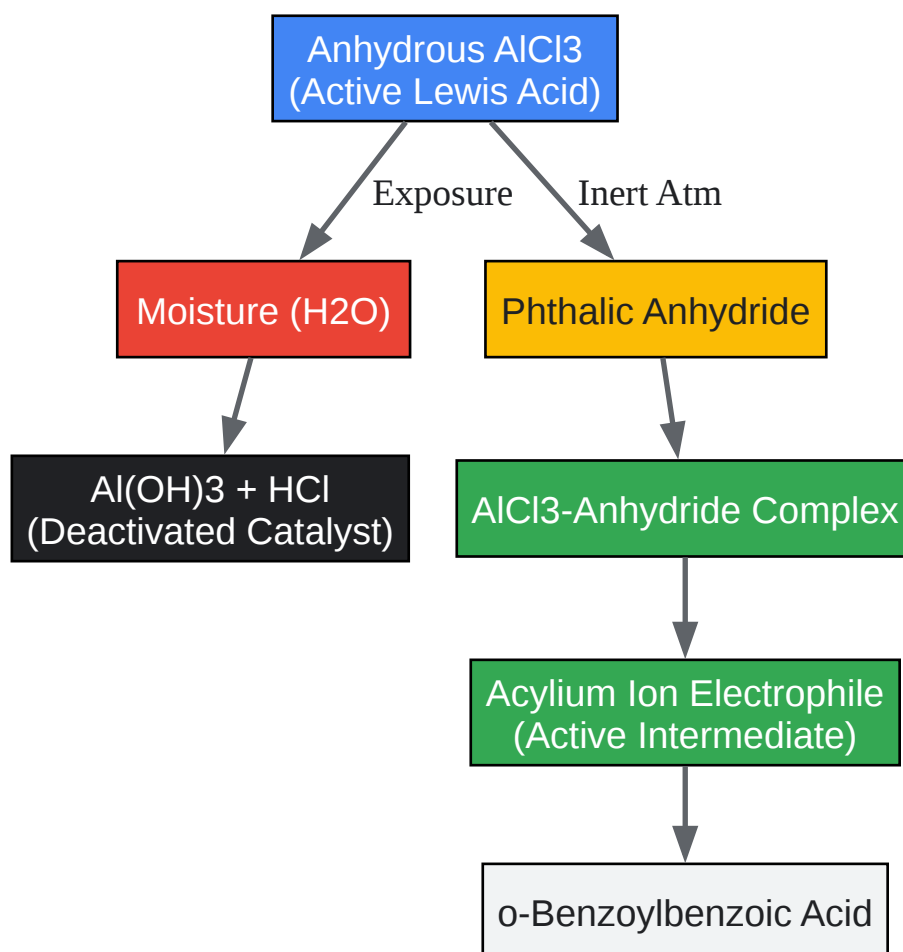 Anhydrous AlCl3
(Active Lewis Acid)
Exposure
Inert Atm
Moisture (H2O)
Phthalic Anhydride
Al(OH)3 + HCl
(Deactivated Catalyst)
AlCl3-Anhydride Complex
Acylium Ion Electrophile
(Active Intermediate)
o-Benzoylbenzoic Acid